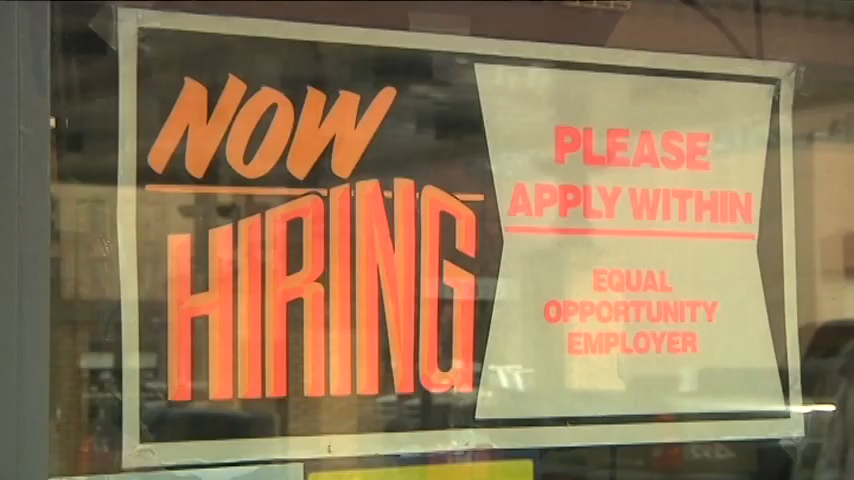 NOW
HIRING
PLEASE
APPLY WITHIN
EQUAL
OPPORTUNITY
EMPLOYER